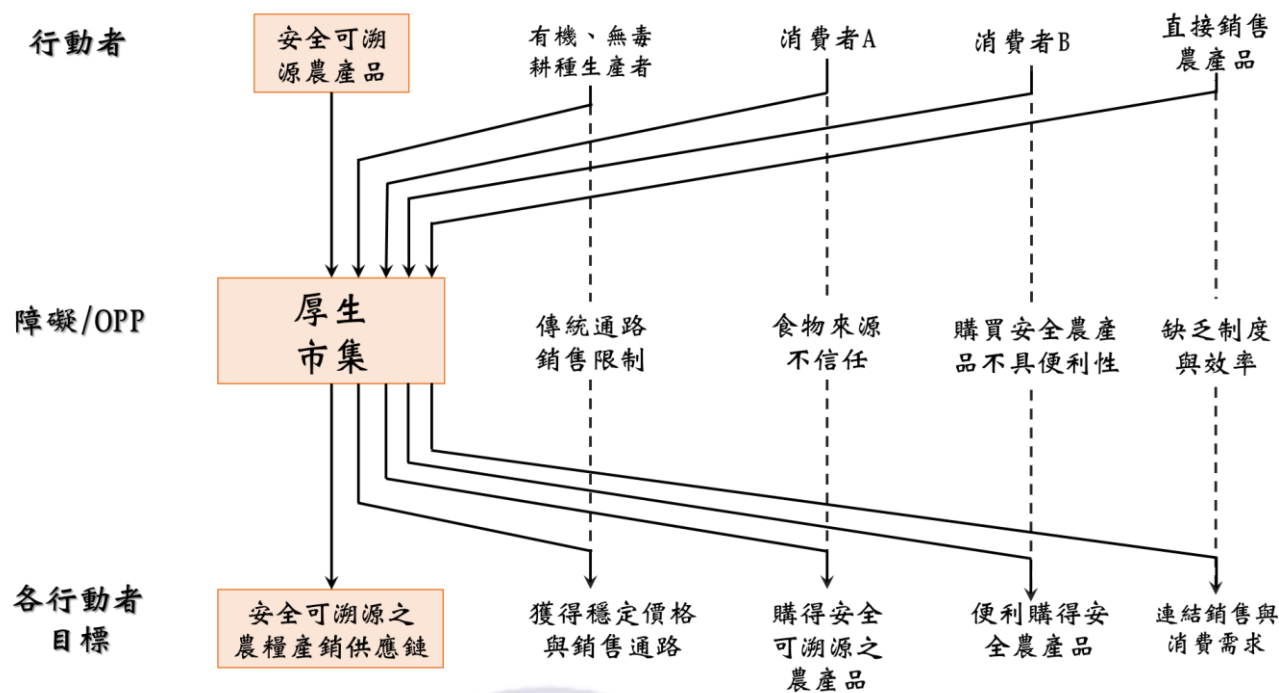 行動者
安全可溯
源農產品
有機、無毒
耕種生產者
消費者A
消費者B
直接銷售
農產品
障礙/OPP
厚生
市集
傳統通路
銷售限制
食物來源
不信任
購買安全農產
品不具便利性
缺乏制度
與效率
各行動者
目標
安全可溯源之
農糧產銷供應鏈
獲得穩定價格
與銷售通路
購得安全
可溯源之
農產品
便利購得安
全農產品
連結銷售與
消費需求